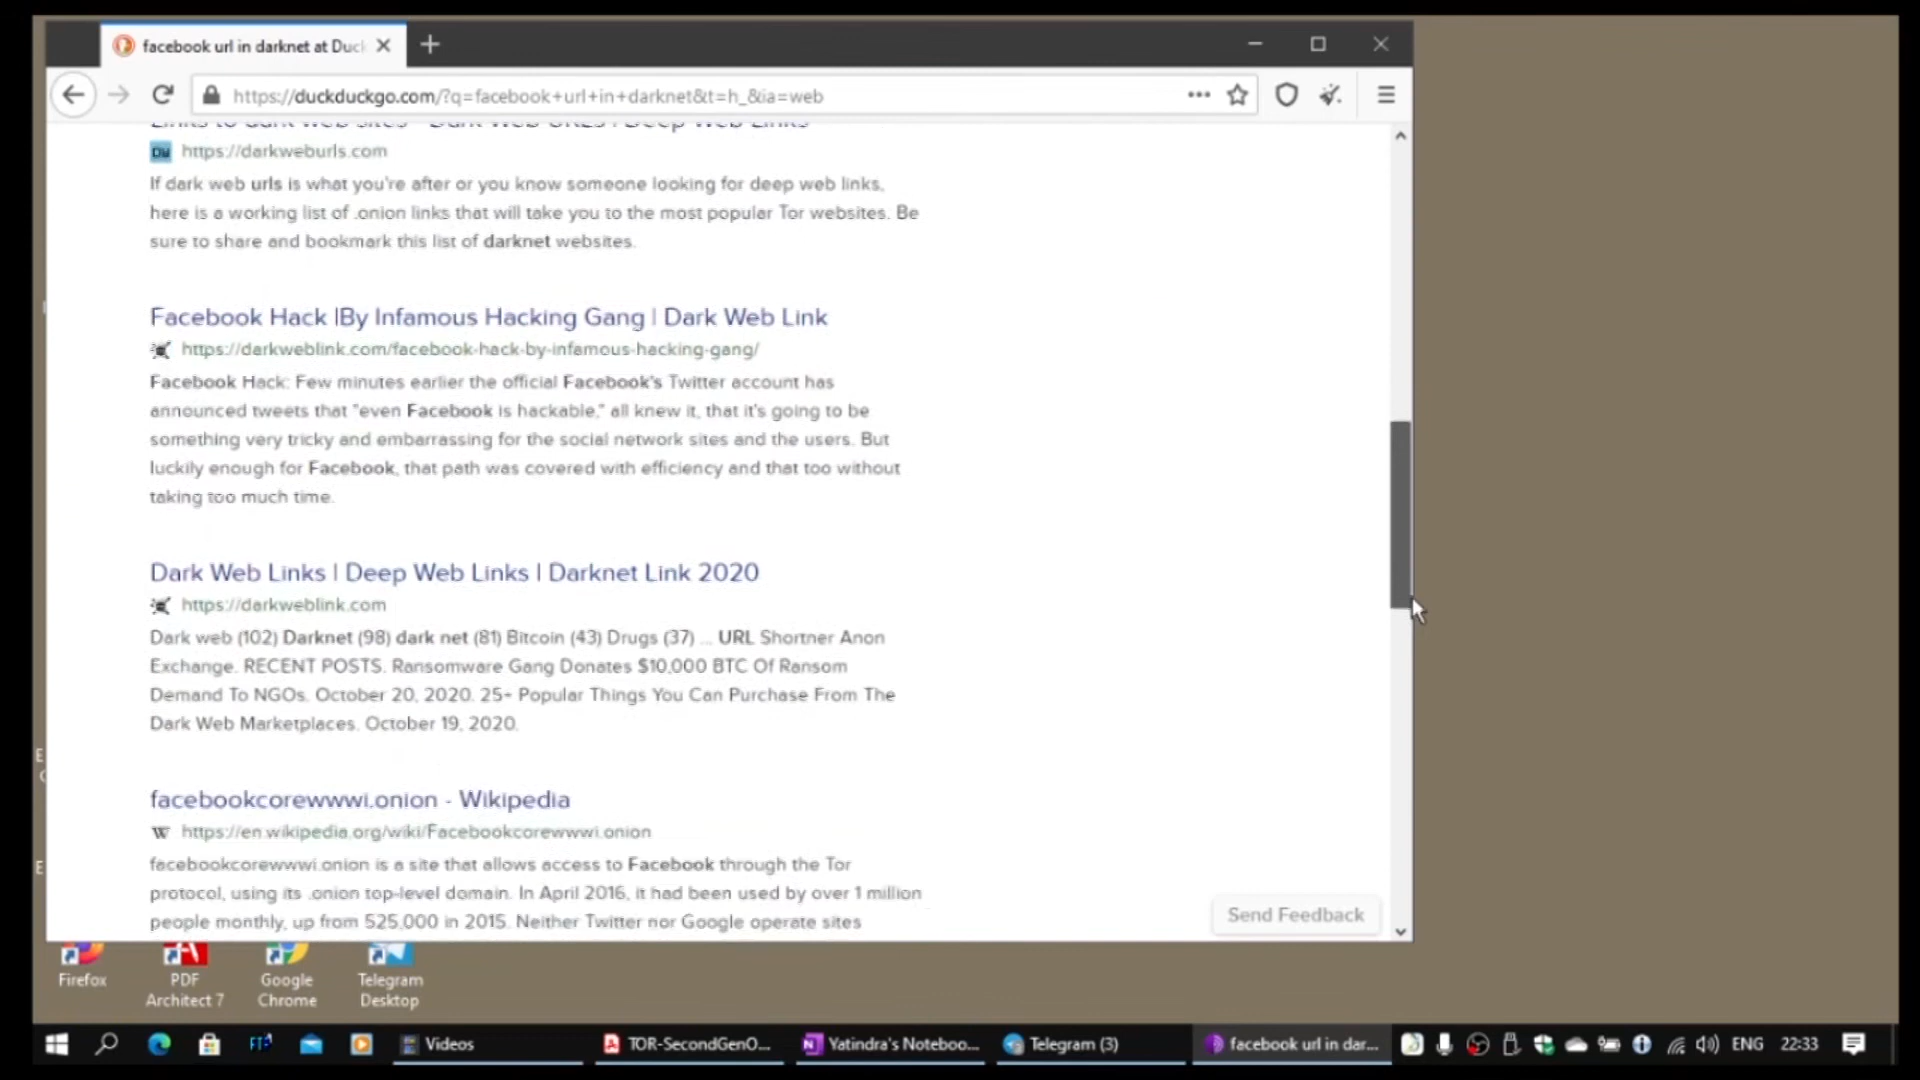 facebook url in darknet at Duck
https://duckduckgo.com/?q=facebook+url+in+darknet&t=h_&ia=web
Links to dark web sites - Dark Web URLs | Deep Web Links
https://darkweburls.com
If dark web urls is what you're after or you know someone looking for deep web links,
here is a working list of .onion links that will take you to the most popular Tor websites. Be
sure to share and bookmark this list of darknet websites.
Facebook Hack |By Infamous Hacking Gang | Dark Web Link
https://darkweblink.com/facebook-hack-by-infamous-hacking-gang/
Facebook Hack: Few minutes earlier the official Facebook's Twitter account has
announced tweets that "even Facebook is hackable," all knew it, that it's going to be
something very tricky and embarrassing for the social network sites and the users. But
luckily enough for Facebook, that path was covered with efficiency and that too without
taking too much time.
Dark Web Links | Deep Web Links | Darknet Link 2020
https://darkweblink.com
Dark web (102) Darknet (98) dark net (81) Bitcoin (43) Drugs (37) ... URL Shortner Anon
Exchange. RECENT POSTS. Ransomware Gang Donates $10,000 BTC Of Ransom
Demand To NGOs. October 20, 2020. 25+ Popular Things You Can Purchase From The
Dark Web Marketplaces. October 19, 2020.
facebookcorewwwi.onion - Wikipedia
W https://en.wikipedia.org/wiki/Facebookcorewwwi.onion
facebookcorewwwi.onion is a site that allows access to Facebook through the Tor
protocol, using its .onion top-level domain. In April 2016, it had been used by over 1 million
people monthly, up from 525,000 in 2015. Neither Twitter nor Google operate sites
Send Feedback
Firefox
PDF Architect 7
Google Chrome
Telegram Desktop
Videos
TOR-SecondGenO...
Yatindra's Noteboo...
Telegram (3)
facebook url in dar...
ENG
22:33